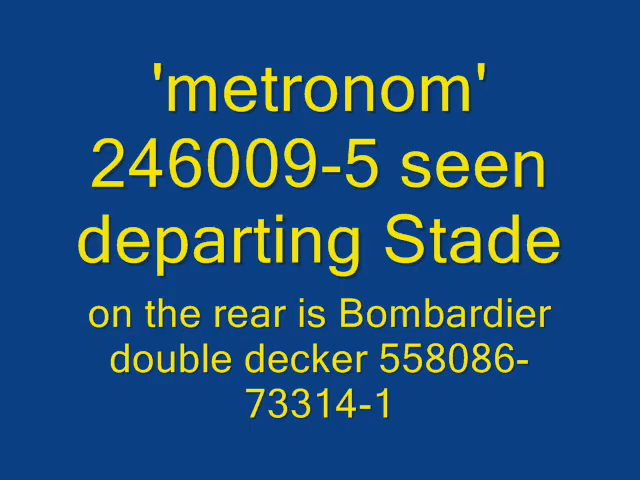 'metronom'
246009-5 seen
departing Stade
on the rear is Bombardier
double decker 558086-
73314-1